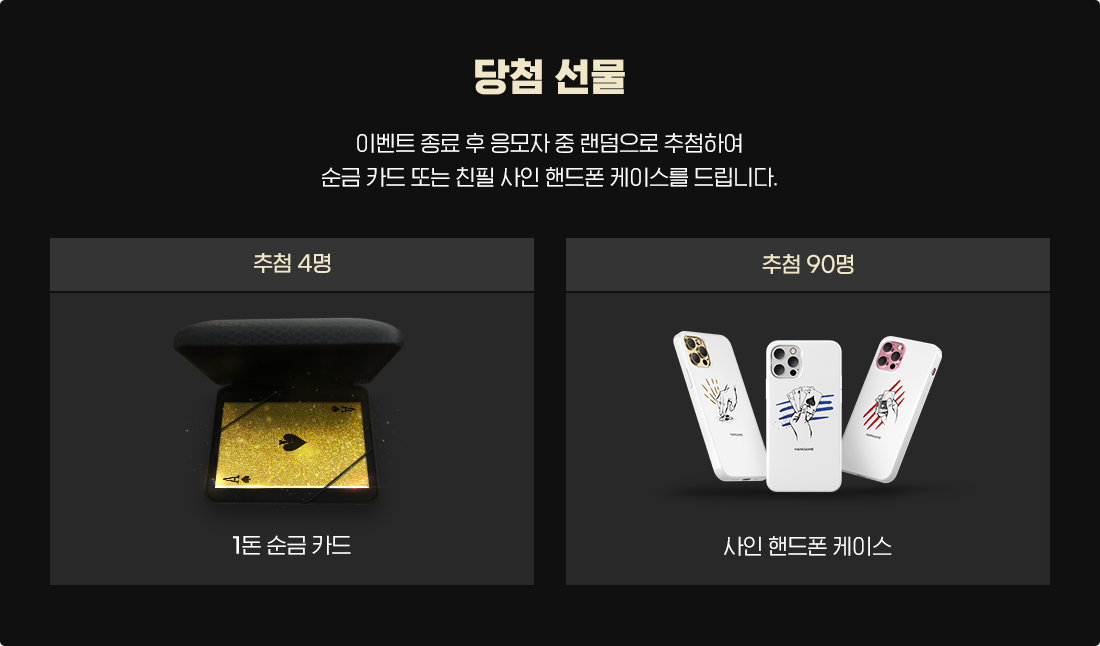 당첨 선물
이벤트 종료 후 응모자 중 랜덤으로 추첨하여
순금 카드 또는 친필 사인 핸드폰 케이스를 드립니다.
추첨 4명
추첨 90명
A
A
HANGAME
HANGAME
HANGAME
1돈 순금 카드
사인 핸드폰 케이스